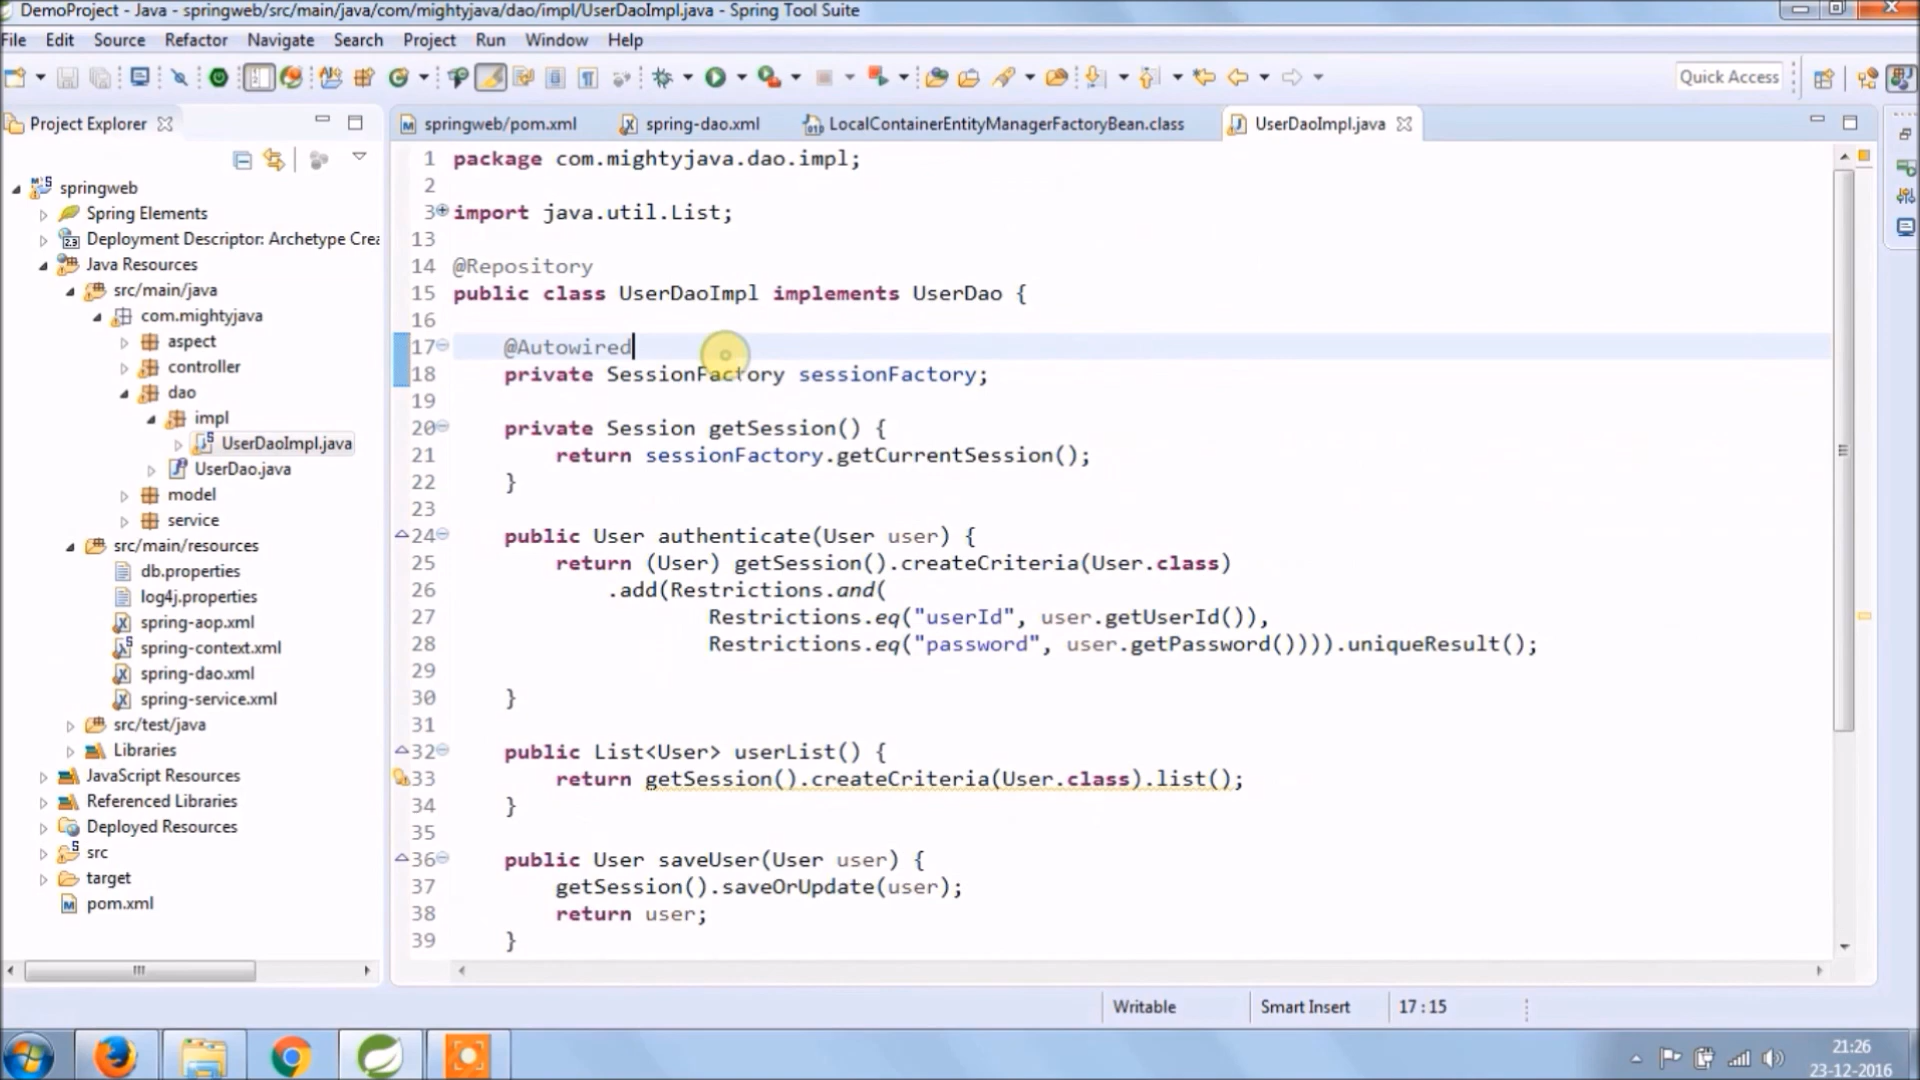 DemoProject - Java - springweb/src/main/java/com/mightyjava/dao/impl/UserDaoImpl.java - Spring Tool Suite
File Edit Source Refactor Navigate Search Project Run Window Help
Quick Access
Project Explorer
springweb/pom.xml spring-dao.xml LocalContainerEntityManagerFactoryBean.class UserDaoImpl.java
springweb
Spring Elements
Deployment Descriptor: Archetype Crea
Java Resources
src/main/java
com.mightyjava
aspect
controller
dao
impl
UserDaoImpl.java
UserDao.java
model
service
src/main/resources
db.properties
log4j.properties
spring-aop.xml
spring-context.xml
spring-dao.xml
spring-service.xml
src/test/java
Libraries
JavaScript Resources
Referenced Libraries
Deployed Resources
src
target
pom.xml
1 package com.mightyjava.dao.impl;
2
3 import java.util.List;
13
14 @Repository
15 public class UserDaoImpl implements UserDao {
16
17 @Autowired
18 private SessionFactory sessionFactory;
19
20 private Session getSession() {
21 return sessionFactory.getCurrentSession();
22 }
23
24 public User authenticate(User user) {
25 return (User) getSession().createCriteria(User.class)
26 .add(Restrictions.and(
27 Restrictions.eq("userId", user.getUserId()),
28 Restrictions.eq("password", user.getPassword()))).uniqueResult();
29
30 }
31
32 public List<User> userList() {
33 return getSession().createCriteria(User.class).list();
34 }
35
36 public User saveUser(User user) {
37 getSession().saveOrUpdate(user);
38 return user;
39 }
Writable Smart Insert 17 : 15
21:26
23-12-2016